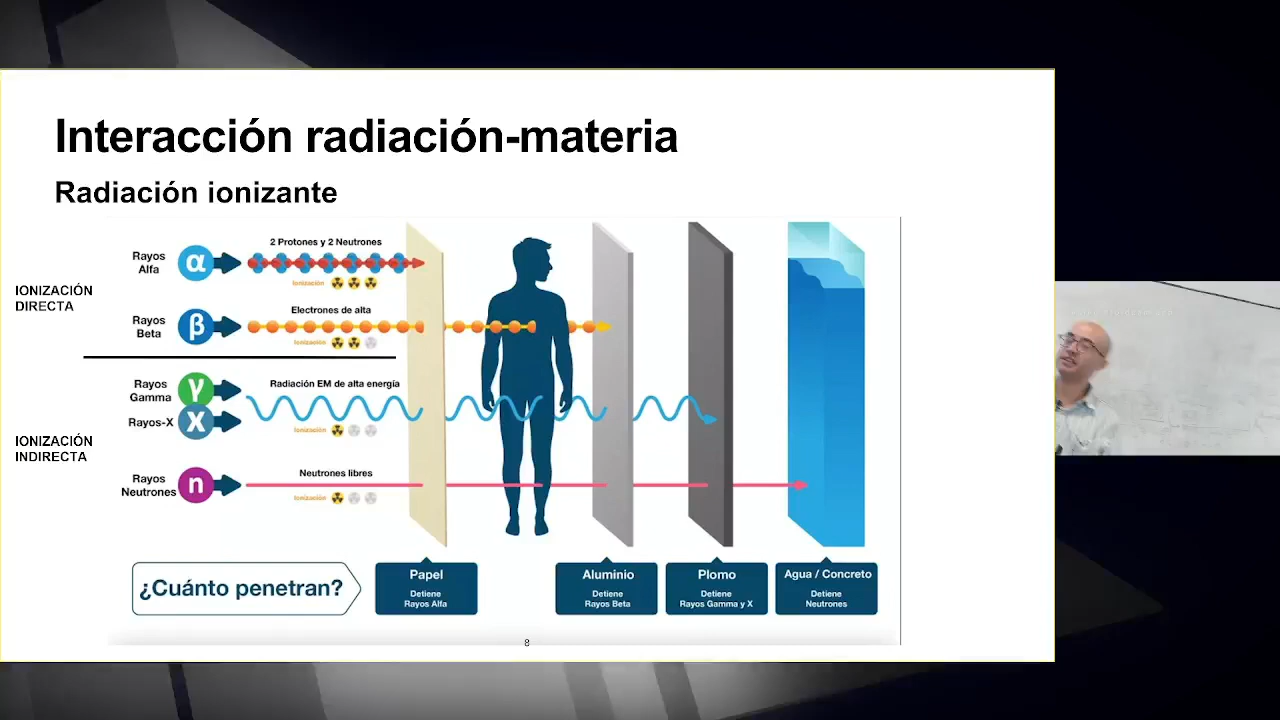 Interacción radiación-materia
Radiación ionizante
IONIZACIÓN
DIRECTA
Rayos
Alfa
α
2 Protones y 2 Neutrones
Ionización
Rayos
Beta
β
Electrones de alta
Ionización
IONIZACIÓN
INDIRECTA
Rayos
Gamma
γ
Rayos-X
X
Radiación EM de alta energía
Ionización
Rayos
Neutrones
n
Neutrones libres
Ionización
¿Cuánto penetran?
Papel
Detiene
Rayos Alfa
Aluminio
Detiene
Rayos Beta
Plomo
Detiene
Rayos Gamma y X
Agua / Concreto
Detiene
Neutrones
8